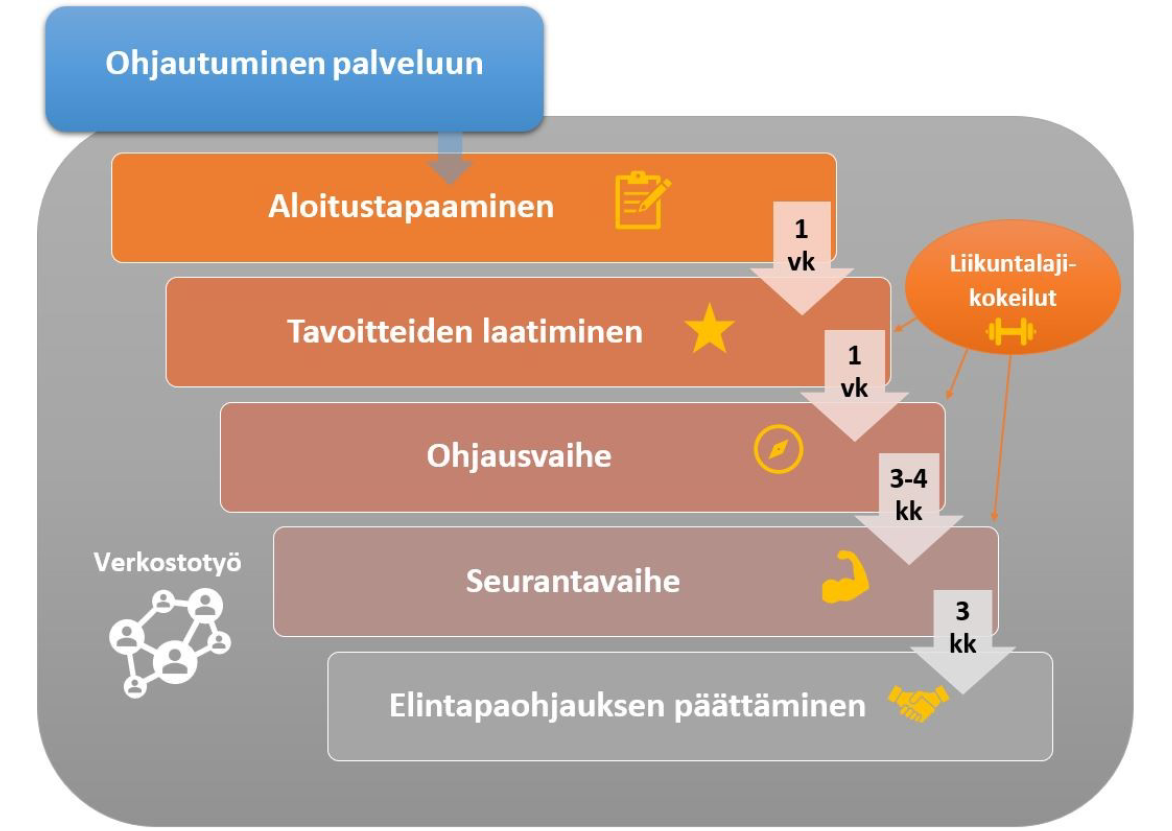 Ohjautuminen palveluun
Aloitustapaaminen
1
vk
Liikuntalaji-
kokeilut
Tavoitteiden laatiminen
1
vk
Ohjausvaihe
3-4
kk
Verkostotyö
Seurantavaihe
3
kk
Elintapaohjauksen päättäminen